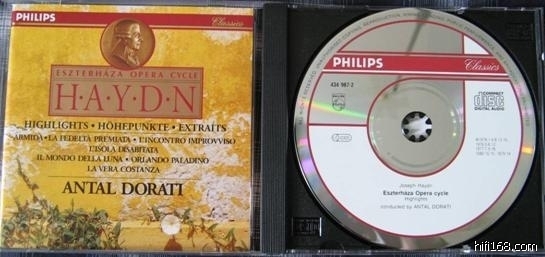 PHILIPS
Classics
ESZTERHÁZA OPERA CYCLE
H·A·Y·D·N
HIGHLIGHTS · HÖHEPUNKTE · EXTRAITS
ARMIDA · LA FEDELTÀ PREMIATA · L'INCONTRO IMPROVVISO
L'ISOLA DISABITATA
IL MONDO DELLA LUNA · ORLANDO PALADINO
LA VERA COSTANZA
ANTAL DORATI
PHILIPS
Classics
434 987-2
PHILIPS
COMPACT
disc
DIGITAL AUDIO
Joseph Haydn
Eszterháza Opera cycle
Highlights
conducted by ANTAL DORATI
hifi168.com